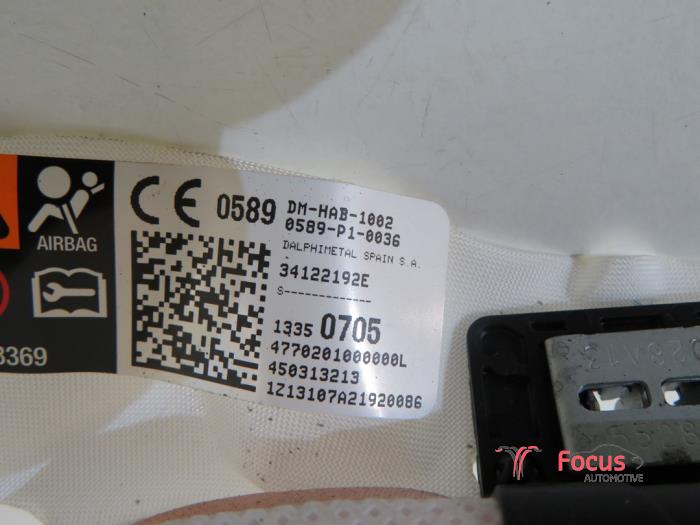 CE 0589 DM-HAB-1002
0589-P1-0036
DALPHIMETAL SPAIN S.A.
34122192E
S-------------
1335 0705
4770201000000L
450313213
1Z13107A21920086
AIRBAG
3369
Focus
AUTOMOTIVE